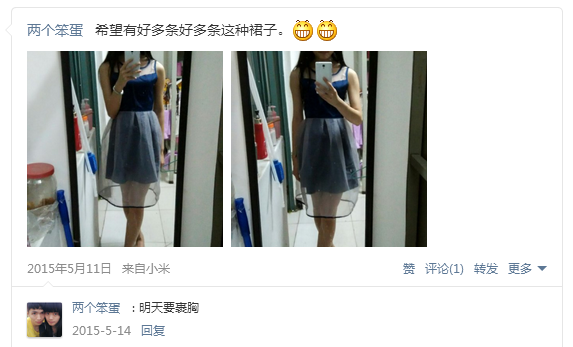 两个笨蛋 希望有好多条好多条这种裙子。
2015年5月11日 来自小米 赞 评论(1) 转发 更多
两个笨蛋 : 明天要裹胸
2015-5-14 回复